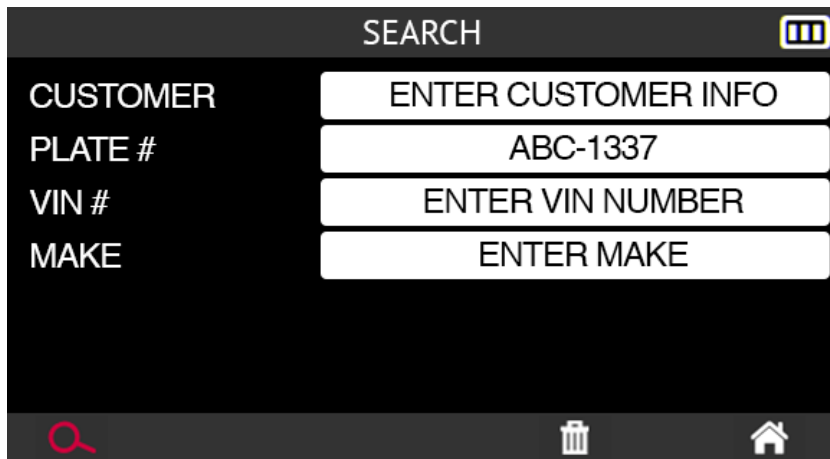 SEARCH
CUSTOMER ENTER CUSTOMER INFO
PLATE # ABC-1337
VIN # ENTER VIN NUMBER
MAKE ENTER MAKE